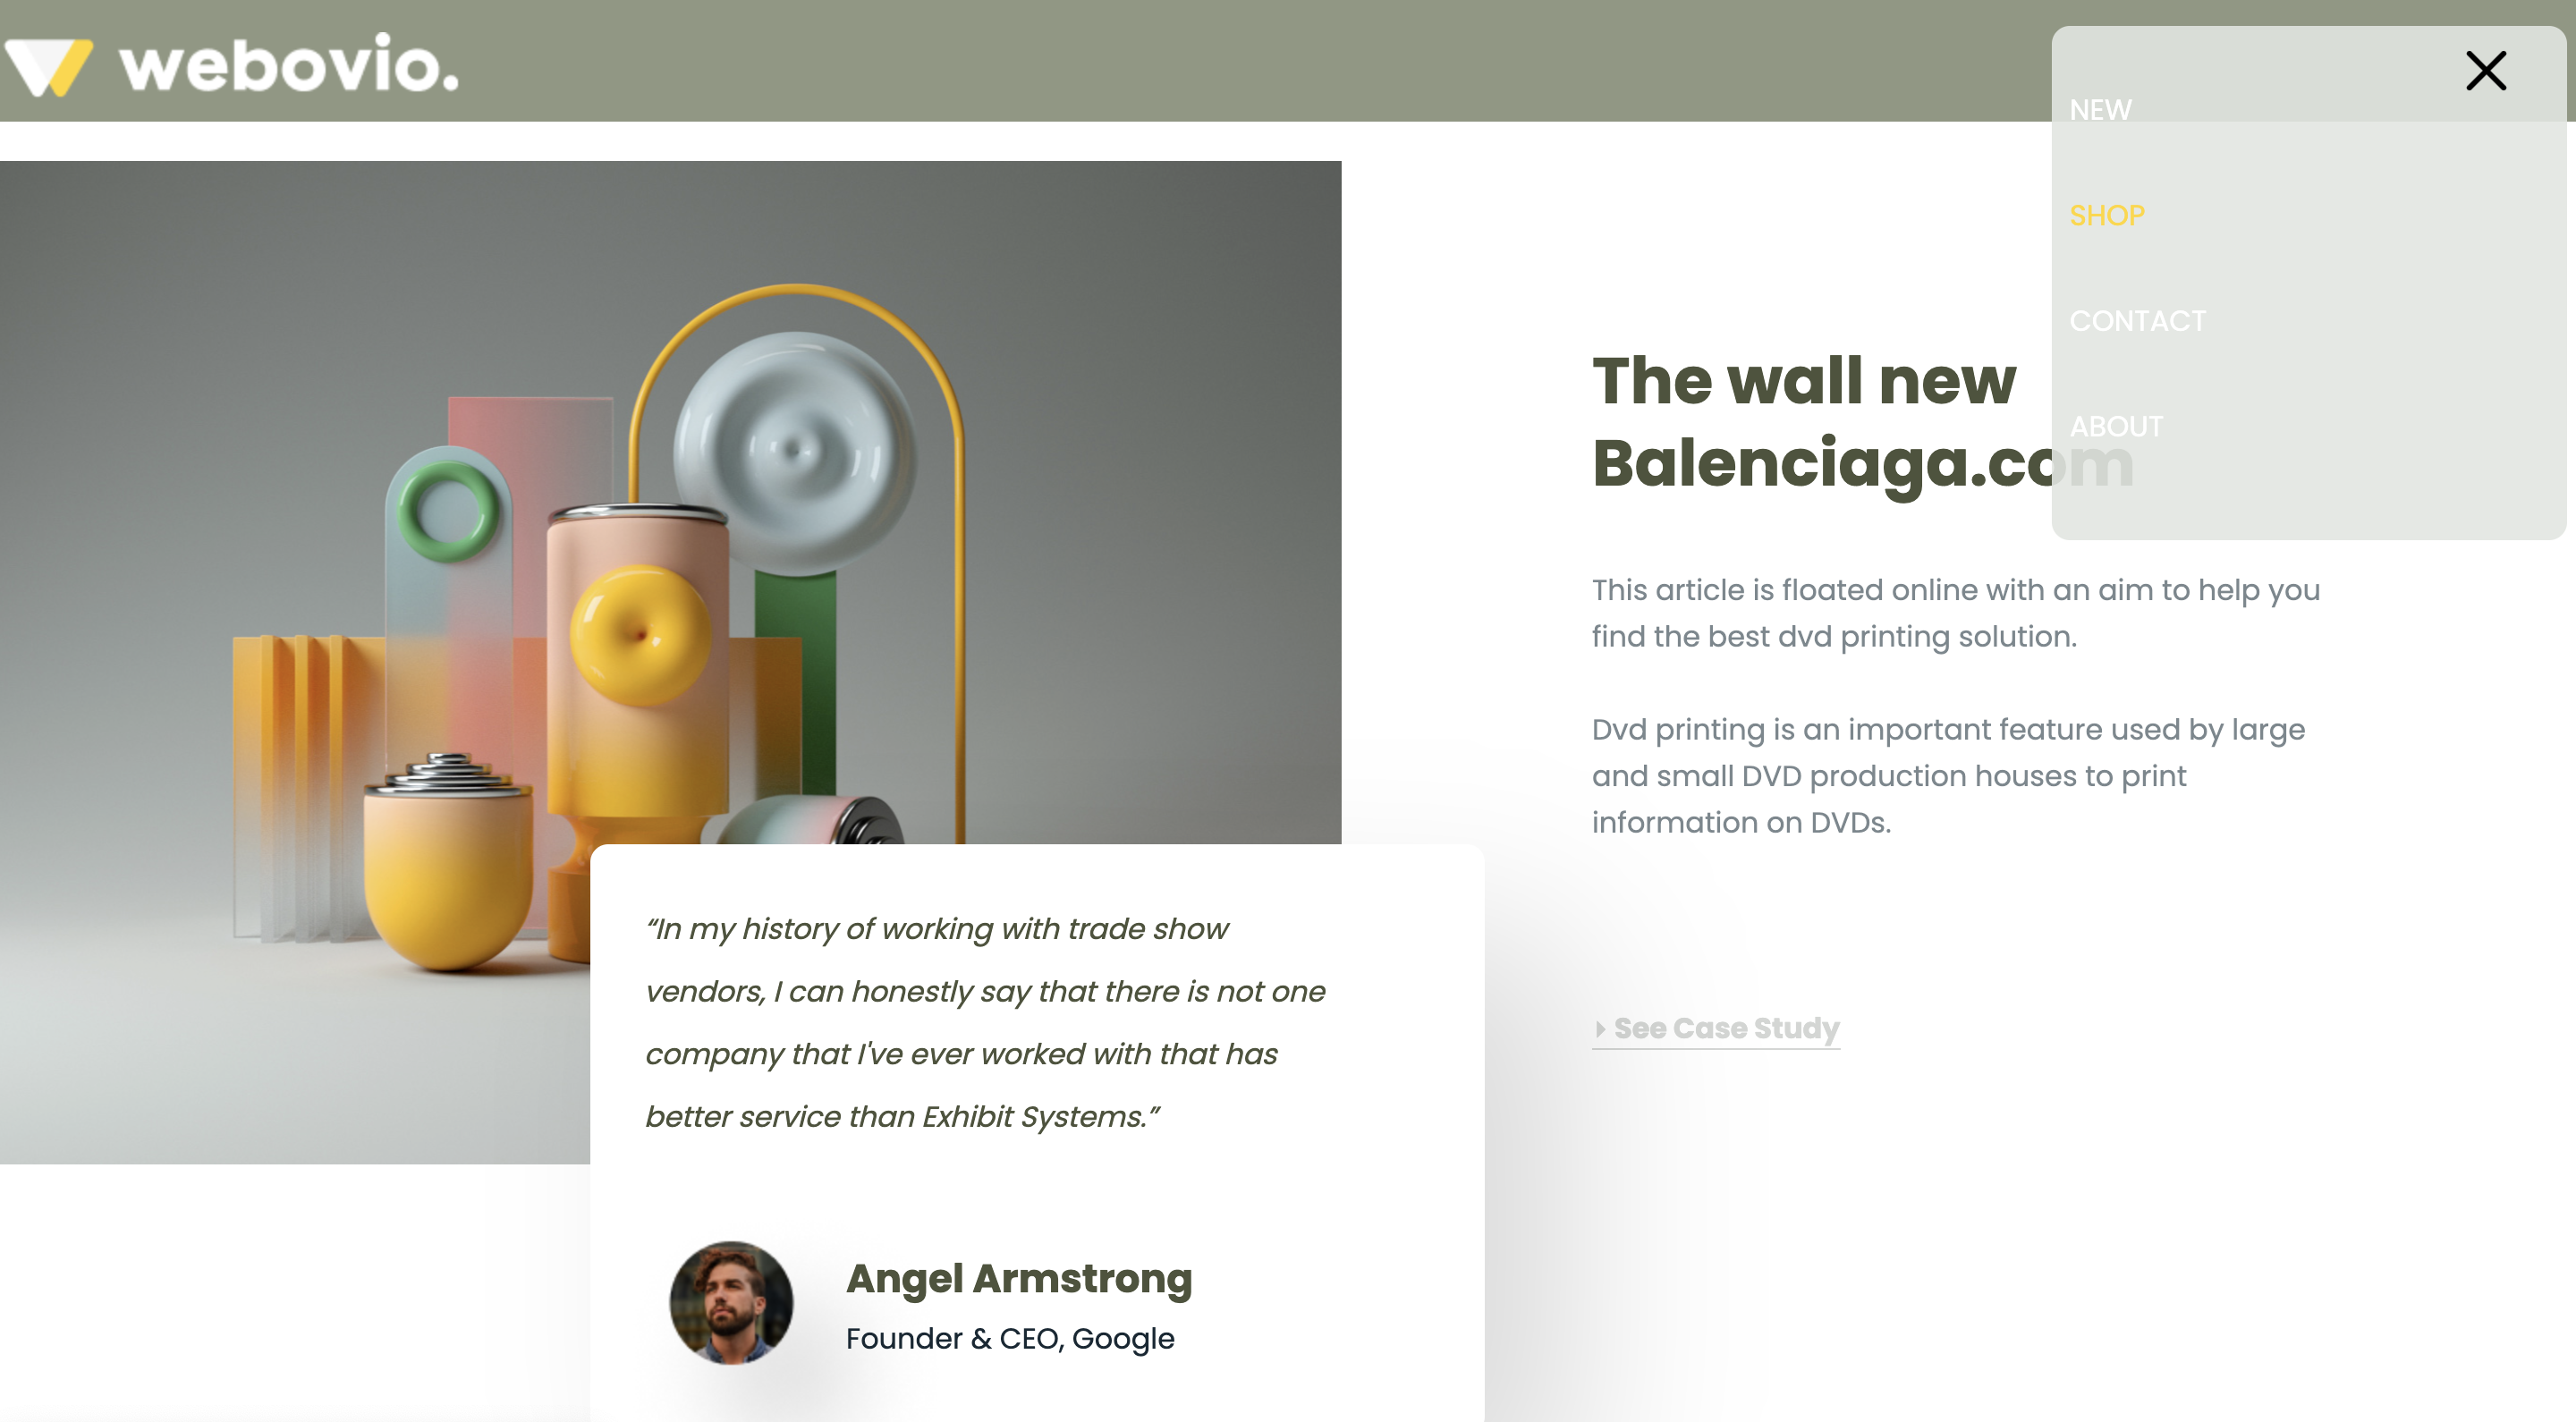 webovio.
NEW
SHOP
CONTACT
ABOUT
The wall new
Balenciaga.com
This article is floated online with an aim to help you
find the best dvd printing solution.
Dvd printing is an important feature used by large
and small DVD production houses to print
information on DVDs.
See Case Study
“In my history of working with trade show
vendors, I can honestly say that there is not one
company that I've ever worked with that has
better service than Exhibit Systems.”
Angel Armstrong
Founder & CEO, Google